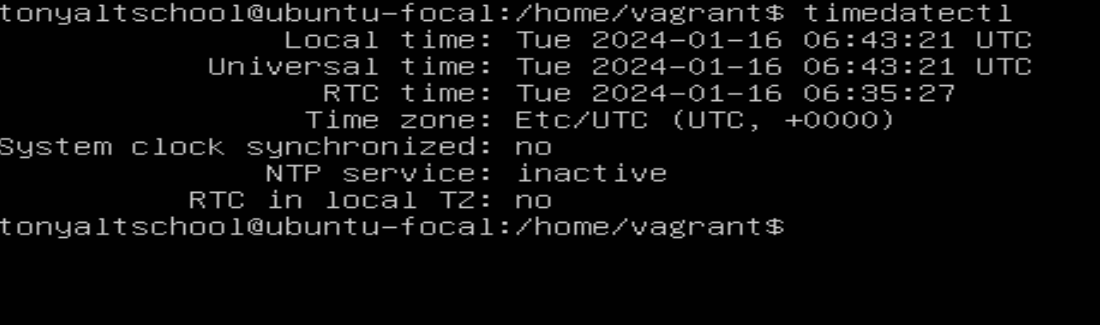 tonyaltschool@ubuntu-focal:/home/vagrant$ timedatectl
Local time: Tue 2024-01-16 06:43:21 UTC
Universal time: Tue 2024-01-16 06:43:21 UTC
RTC time: Tue 2024-01-16 06:35:27
Time zone: Etc/UTC (UTC, +0000)
System clock synchronized: no
NTP service: inactive
RTC in local TZ: no
tonyaltschool@ubuntu-focal:/home/vagrant$